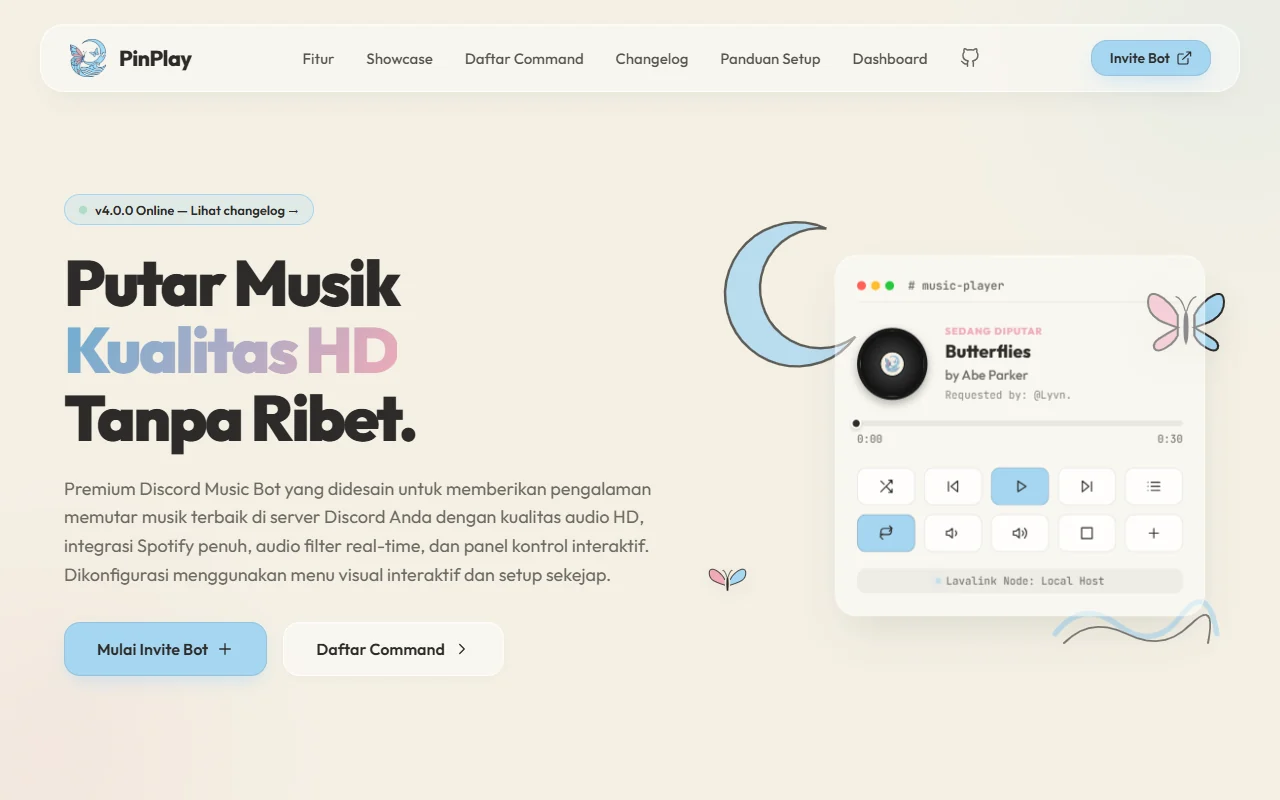 PinPlay
Fitur
Showcase
Daftar Command
Changelog
Panduan Setup
Dashboard
Invite Bot
v4.0.0 Online — Lihat changelog →
Putar Musik
Kualitas HD
Tanpa Ribet.
Premium Discord Music Bot yang didesain untuk memberikan pengalaman
memutar musik terbaik di server Discord Anda dengan kualitas audio HD,
integrasi Spotify penuh, audio filter real-time, dan panel kontrol interaktif.
Dikonfigurasi menggunakan menu visual interaktif dan setup sekejap.
Mulai Invite Bot
Daftar Command
# music-player
SEDANG DIPUTAR
Butterflies
by Abe Parker
Requested by: @Lyvn.
0:00
0:30
Lavalink Node: Local Host